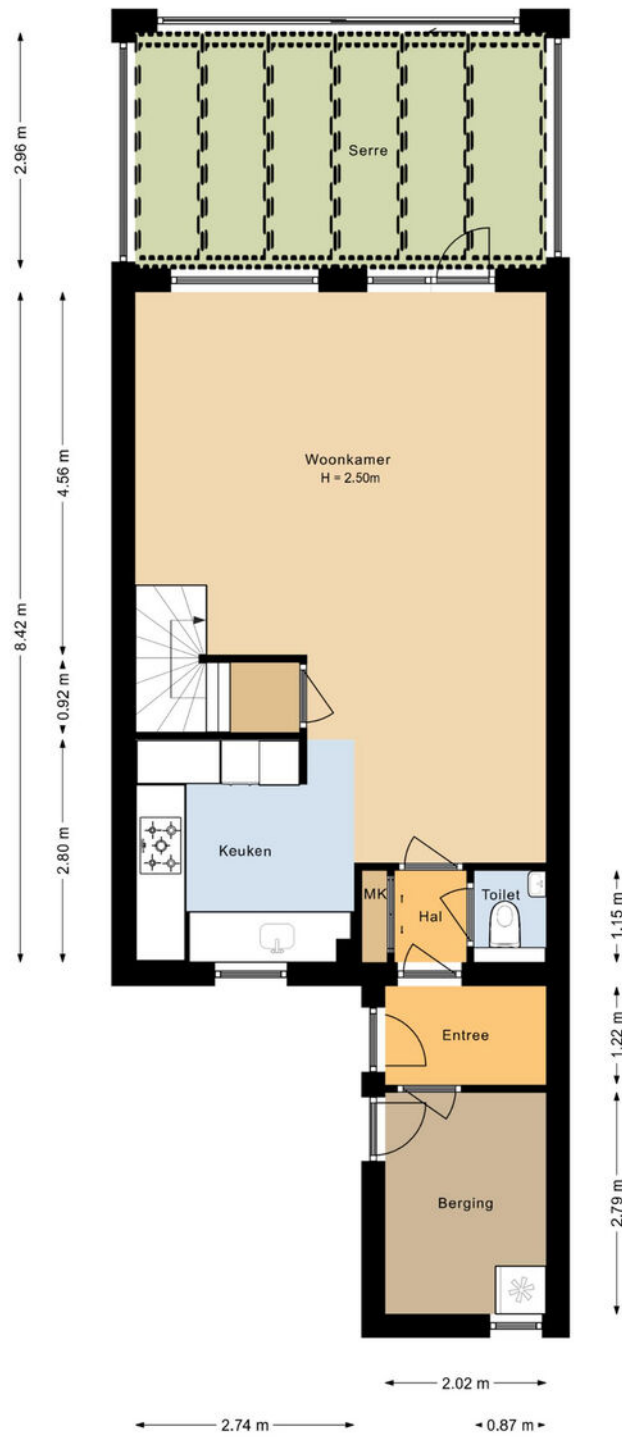 2.96 m
Serre
8.42 m
4.56 m
Woonkamer
H = 2.50m
0.92 m
2.80 m
Keuken
MK
Hal
Toilet
1.15 m
Entree
1.22 m
Berging
2.79 m
2.02 m
2.74 m
0.87 m